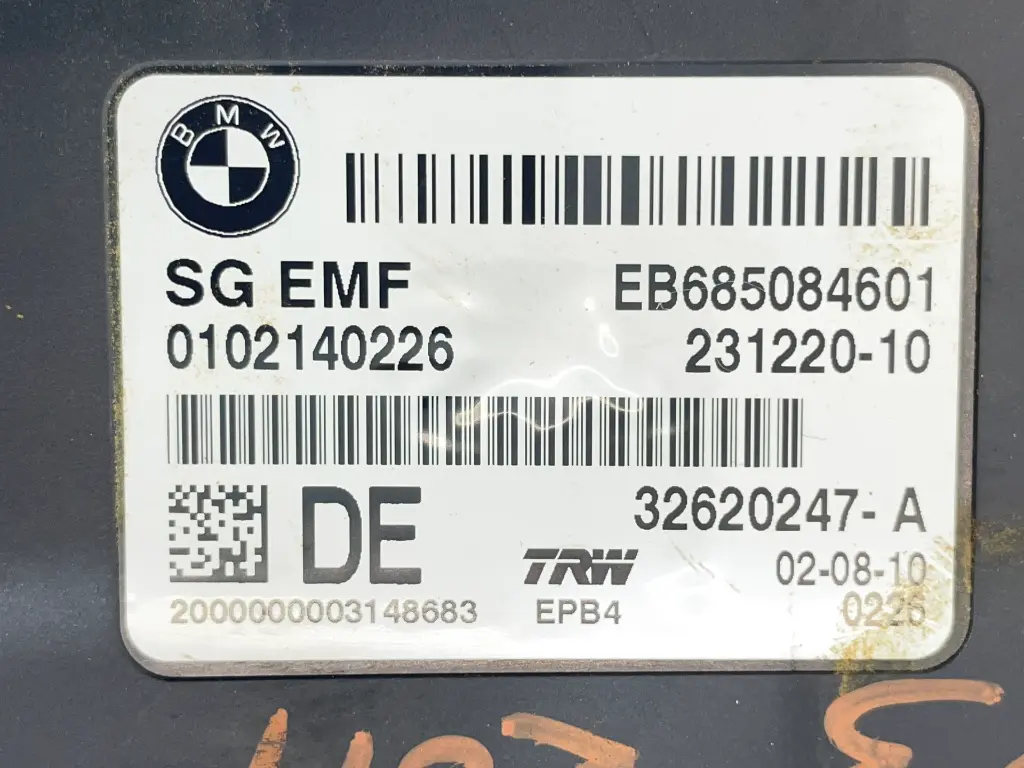 BMW
SG EMF EB685084601
0102140226 231220-10
DE 32620247- A
TRW 02-08-10
2000000003148683 EPB4 0226